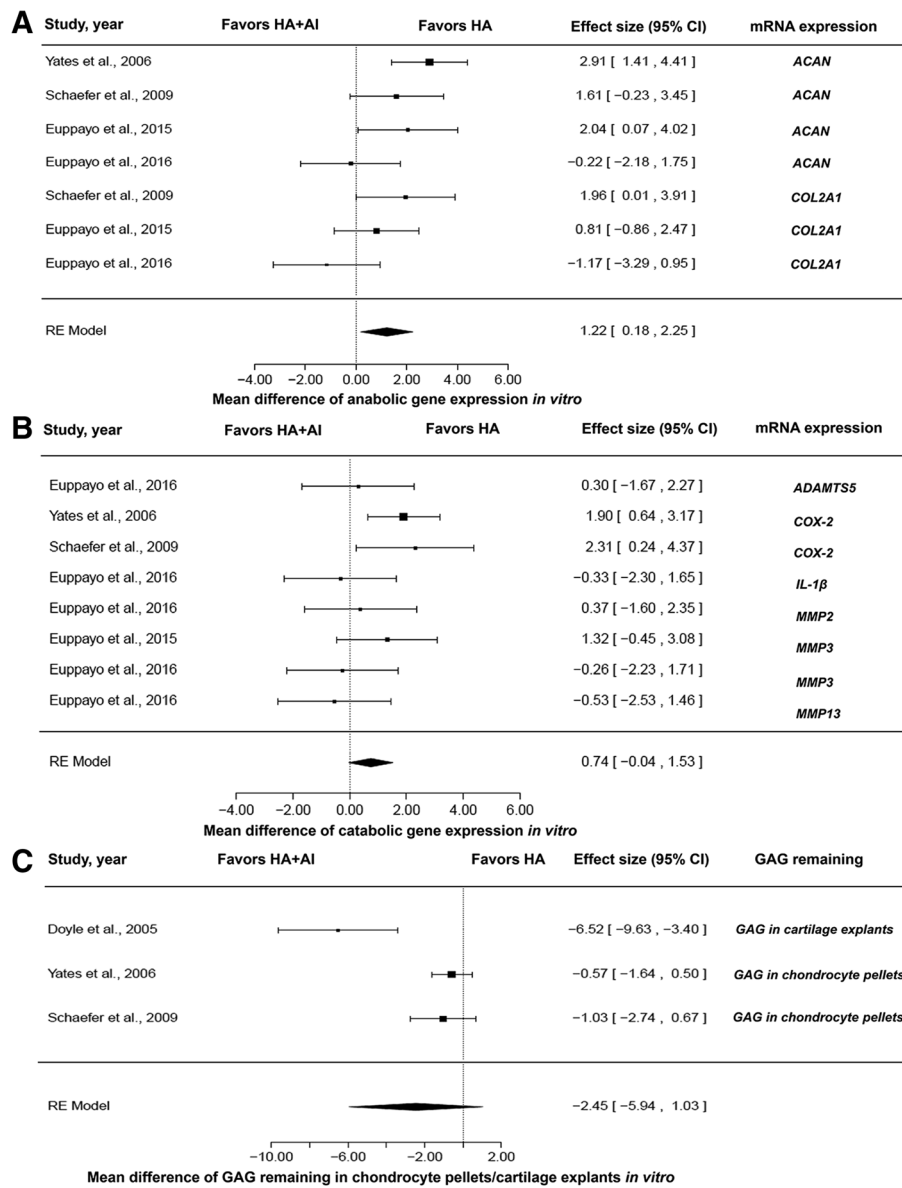 A
Study, year Favors HA+AI Favors HA Effect size (95% CI) mRNA expression
Yates et al., 2006 2.91 [ 1.41 , 4.41 ] ACAN
Schaefer et al., 2009 1.61 [ −0.23 , 3.45 ] ACAN
Euppayo et al., 2015 2.04 [ 0.07 , 4.02 ] ACAN
Euppayo et al., 2016 −0.22 [ −2.18 , 1.75 ] ACAN
Schaefer et al., 2009 1.96 [ 0.01 , 3.91 ] COL2A1
Euppayo et al., 2015 0.81 [ −0.86 , 2.47 ] COL2A1
Euppayo et al., 2016 −1.17 [ −3.29 , 0.95 ] COL2A1
RE Model 1.22 [ 0.18 , 2.25 ]
−4.00 −2.00 0.00 2.00 4.00 6.00
Mean difference of anabolic gene expression in vitro
B
Study, year Favors HA+AI Favors HA Effect size (95% CI) mRNA expression
Euppayo et al., 2016 0.30 [ −1.67 , 2.27 ] ADAMTS5
Yates et al., 2006 1.90 [ 0.64 , 3.17 ] COX-2
Schaefer et al., 2009 2.31 [ 0.24 , 4.37 ] COX-2
Euppayo et al., 2016 −0.33 [ −2.30 , 1.65 ] IL-1β
Euppayo et al., 2016 0.37 [ −1.60 , 2.35 ] MMP2
Euppayo et al., 2015 1.32 [ −0.45 , 3.08 ] MMP3
Euppayo et al., 2016 −0.26 [ −2.23 , 1.71 ] MMP3
Euppayo et al., 2016 −0.53 [ −2.53 , 1.46 ] MMP13
RE Model 0.74 [ −0.04 , 1.53 ]
−4.00 −2.00 0.00 2.00 4.00 6.00
Mean difference of catabolic gene expression in vitro
C
Study, year Favors HA+AI Favors HA Effect size (95% CI) GAG remaining
Doyle et al., 2005 −6.52 [ −9.63 , −3.40 ] GAG in cartilage explants
Yates et al., 2006 −0.57 [ −1.64 , 0.50 ] GAG in chondrocyte pellets
Schaefer et al., 2009 −1.03 [ −2.74 , 0.67 ] GAG in chondrocyte pellets
RE Model −2.45 [ −5.94 , 1.03 ]
−10.00 −6.00 −2.00 2.00
Mean difference of GAG remaining in chondrocyte pellets/cartilage explants in vitro